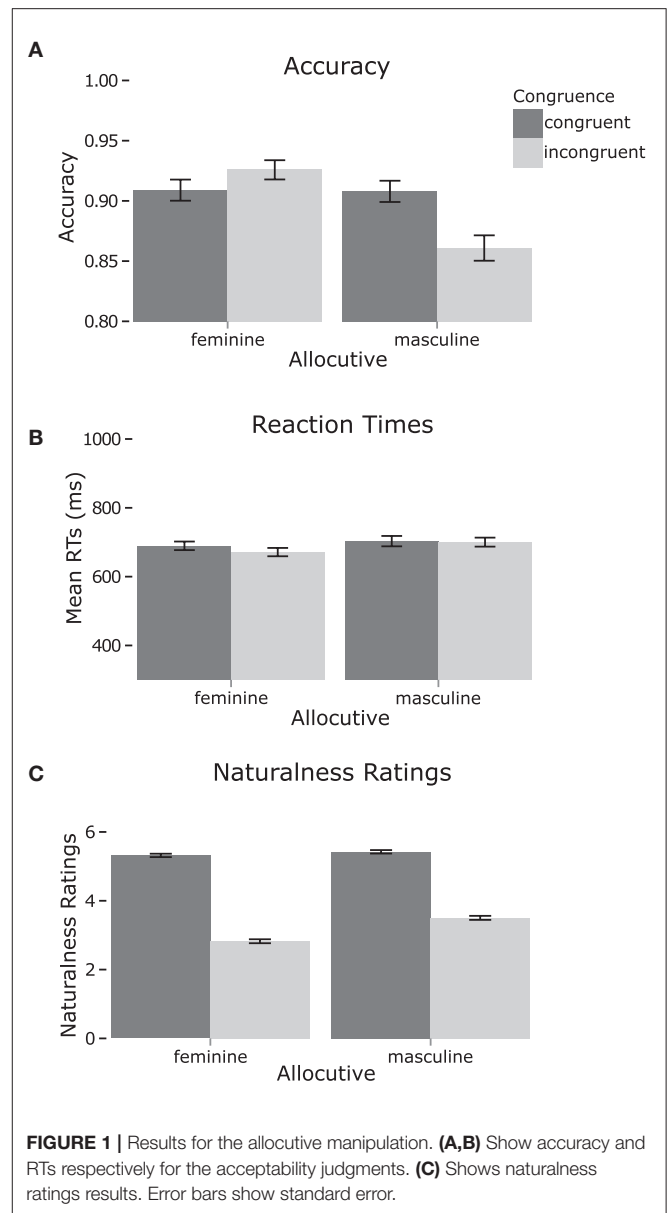 A
Accuracy
1.00
0.95
0.90
0.85
0.80
Accuracy
Congruence
congruent
incongruent
feminine
masculine
Allocutive
B
Reaction Times
1000
800
600
400
Mean RTs (ms)
feminine
masculine
Allocutive
C
Naturalness Ratings
6
4
2
0
Naturalness Ratings
feminine
masculine
Allocutive
FIGURE 1 | Results for the allocutive manipulation. (A,B) Show accuracy and
RTs respectively for the acceptability judgments. (C) Shows naturalness
ratings results. Error bars show standard error.